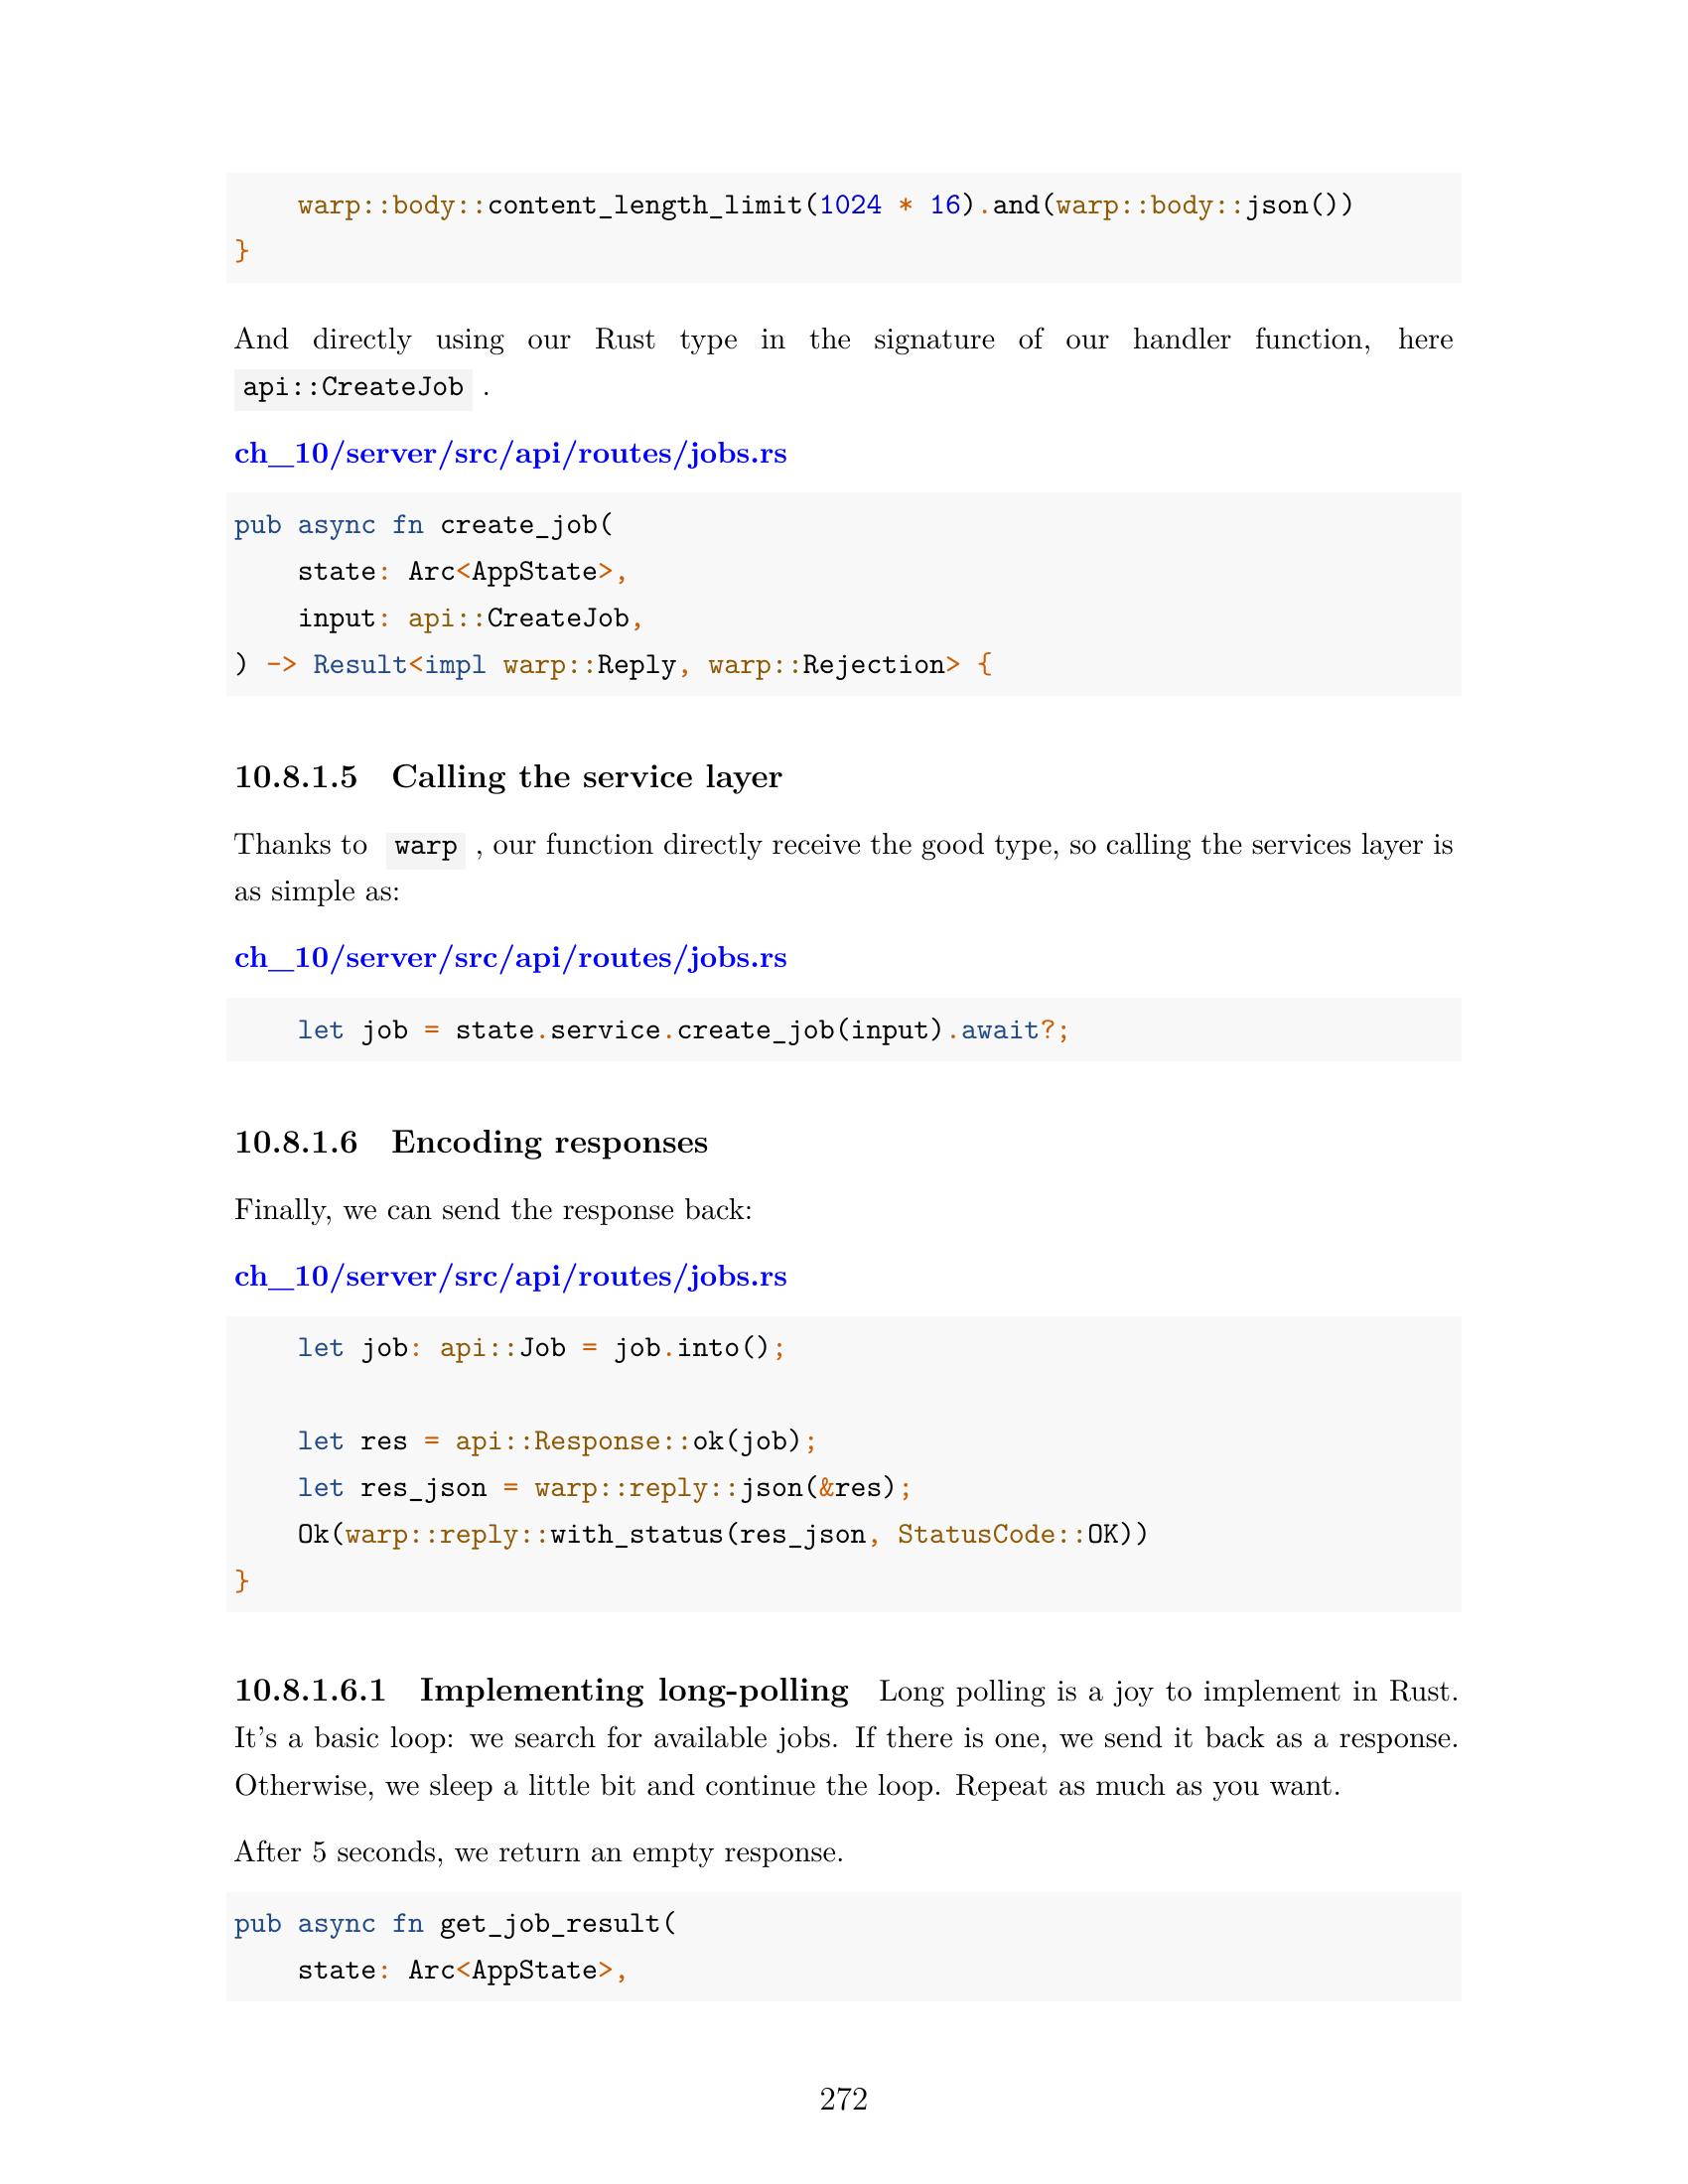 warp::body::content_length_limit(1024 * 16).and(warp::body::json())
}
And directly using our Rust type in the signature of our handler function, here
api::CreateJob .
ch_10/server/src/api/routes/jobs.rs
pub async fn create_job(
    state: Arc<AppState>,
    input: api::CreateJob,
) -> Result<impl warp::Reply, warp::Rejection> {
10.8.1.5 Calling the service layer
Thanks to warp , our function directly receive the good type, so calling the services layer is
as simple as:
ch_10/server/src/api/routes/jobs.rs
    let job = state.service.create_job(input).await?;
10.8.1.6 Encoding responses
Finally, we can send the response back:
ch_10/server/src/api/routes/jobs.rs
    let job: api::Job = job.into();
    let res = api::Response::ok(job);
    let res_json = warp::reply::json(&res);
    Ok(warp::reply::with_status(res_json, StatusCode::OK))
}
10.8.1.6.1 Implementing long-polling Long polling is a joy to implement in Rust.
It's a basic loop: we search for available jobs. If there is one, we send it back as a response.
Otherwise, we sleep a little bit and continue the loop. Repeat as much as you want.
After 5 seconds, we return an empty response.
pub async fn get_job_result(
    state: Arc<AppState>,
272